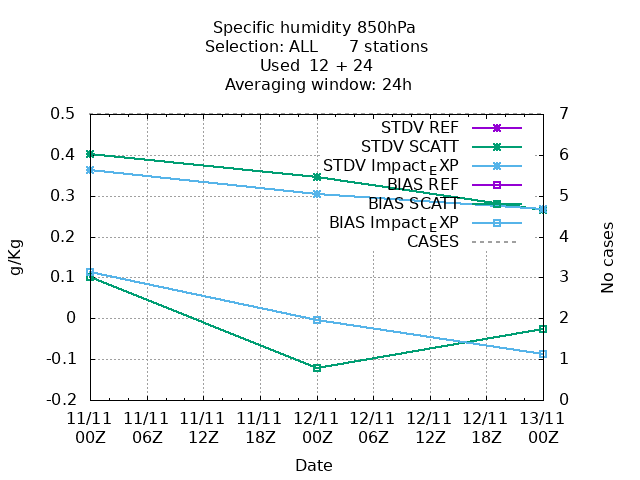 Specific humidity 850hPa
Selection: ALL 7 stations
Used 12 + 24
Averaging window: 24h
0.5
0.4
0.3
0.2
0.1
0
-0.1
-0.2
g/Kg
7
6
5
4
3
2
1
0
No cases
STDV REF
STDV SCATT
STDV Impact_EXP
BIAS REF
BIAS SCATT
BIAS Impact_EXP
CASES
11/11 11/11 11/11 11/11 12/11 12/11 12/11 12/11 13/11
00Z 06Z 12Z 18Z 00Z 06Z 12Z 18Z 00Z
Date